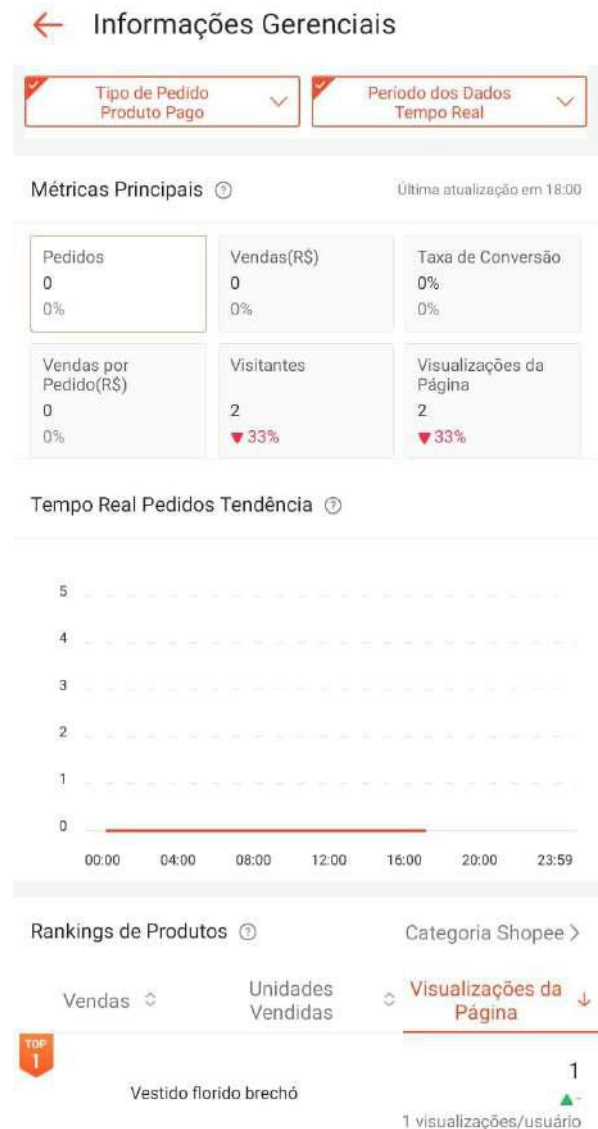 Informações Gerenciais
Tipo de Pedido
Produto Pago
Período dos Dados
Tempo Real
Métricas Principais
Última atualização em 18:00
Pedidos
0
0%
Vendas(R$)
0
0%
Taxa de Conversão
0%
0%
Vendas por
Pedido(R$)
0
0%
Visitantes
2
▼33%
Visualizações da
Página
2
▼33%
Tempo Real Pedidos Tendência
5
4
3
2
1
0
00:00 04:00 08:00 12:00 16:00 20:00 23:59
Rankings de Produtos
Categoria Shopee >
Vendas
Unidades
Vendidas
Visualizações da
Página
TOP
1
Vestido florido brechó
1
▲-
1 visualizações/usuário